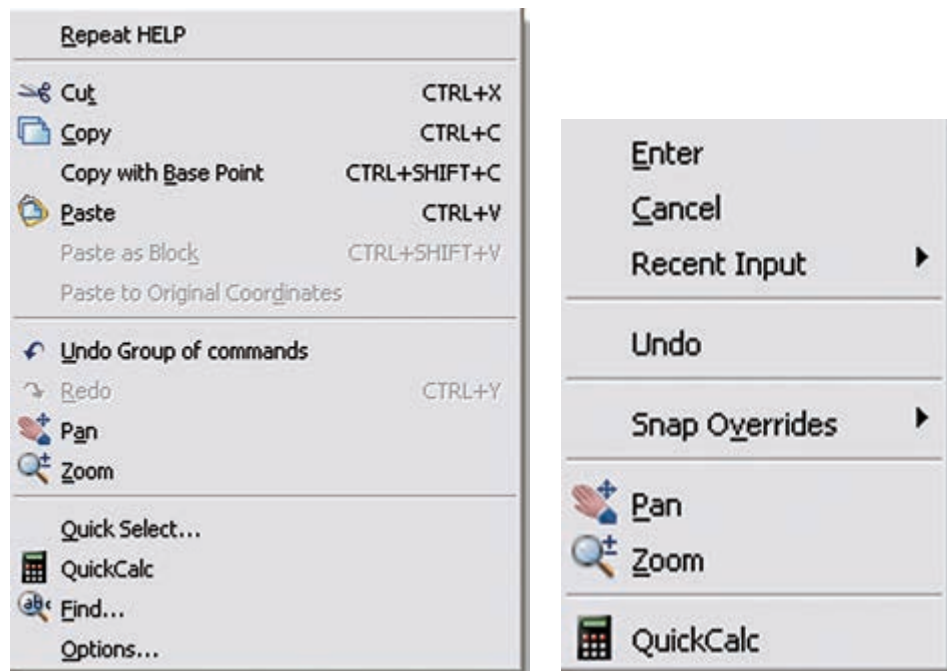 Repeat HELP
Cut CTRL+X
Copy CTRL+C
Copy with Base Point CTRL+SHIFT+C
Paste CTRL+V
Paste as Block CTRL+SHIFT+V
Paste to Original Coordinates
Undo Group of commands
Redo CTRL+Y
Pan
Zoom
Quick Select...
QuickCalc
Find...
Options...
Enter
Cancel
Recent Input
Undo
Snap Overrides
Pan
Zoom
QuickCalc